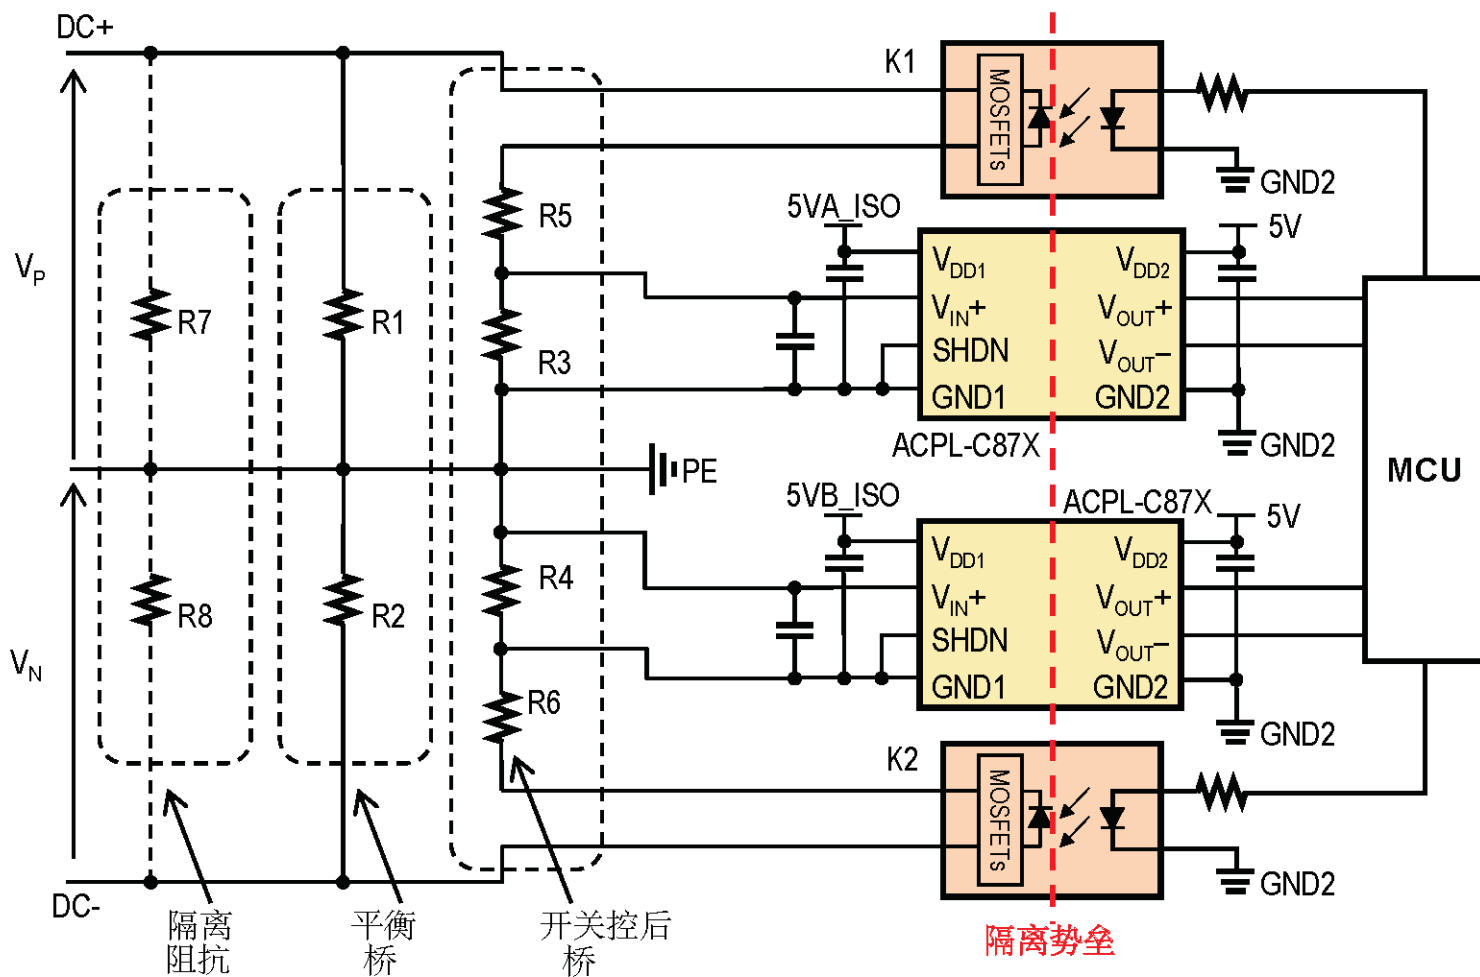 DC+
K1
MOSFETs
GND2
5VA_ISO
5V
R5
VDD1
VDD2
VP
VIN+
VOUT+
R7
R1
R3
SHDN
VOUT–
GND1
GND2
ACPL-C87X
GND2
PE
MCU
5VB_ISO
ACPL-C87X
5V
VDD1
VDD2
R4
VIN+
VOUT+
R8
R2
SHDN
VOUT–
VN
R6
GND1
GND2
GND2
K2
MOSFETs
GND2
DC-
隔离
阻抗
平衡
桥
开关控后
桥
隔离势垒